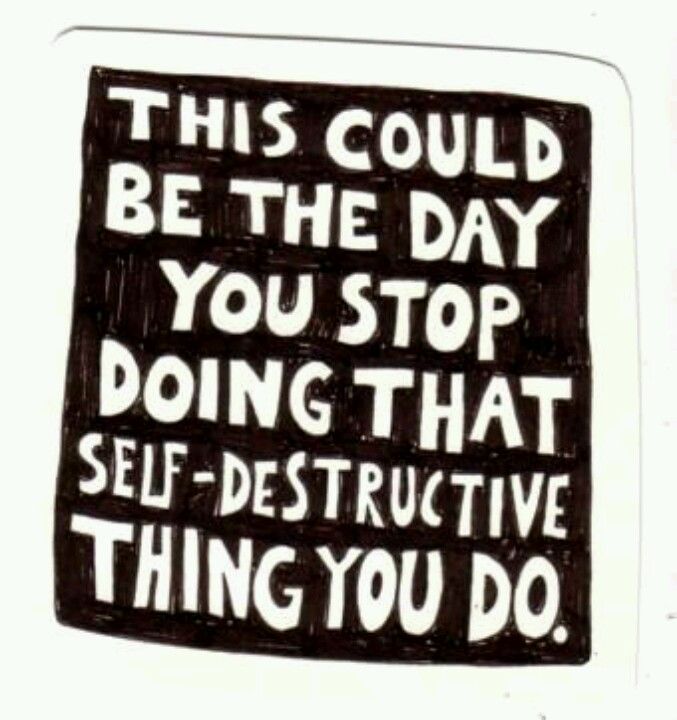 THIS COULD
BE THE DAY
YOU STOP
DOING THAT
SELF-DESTRUCTIVE
THING YOU DO.